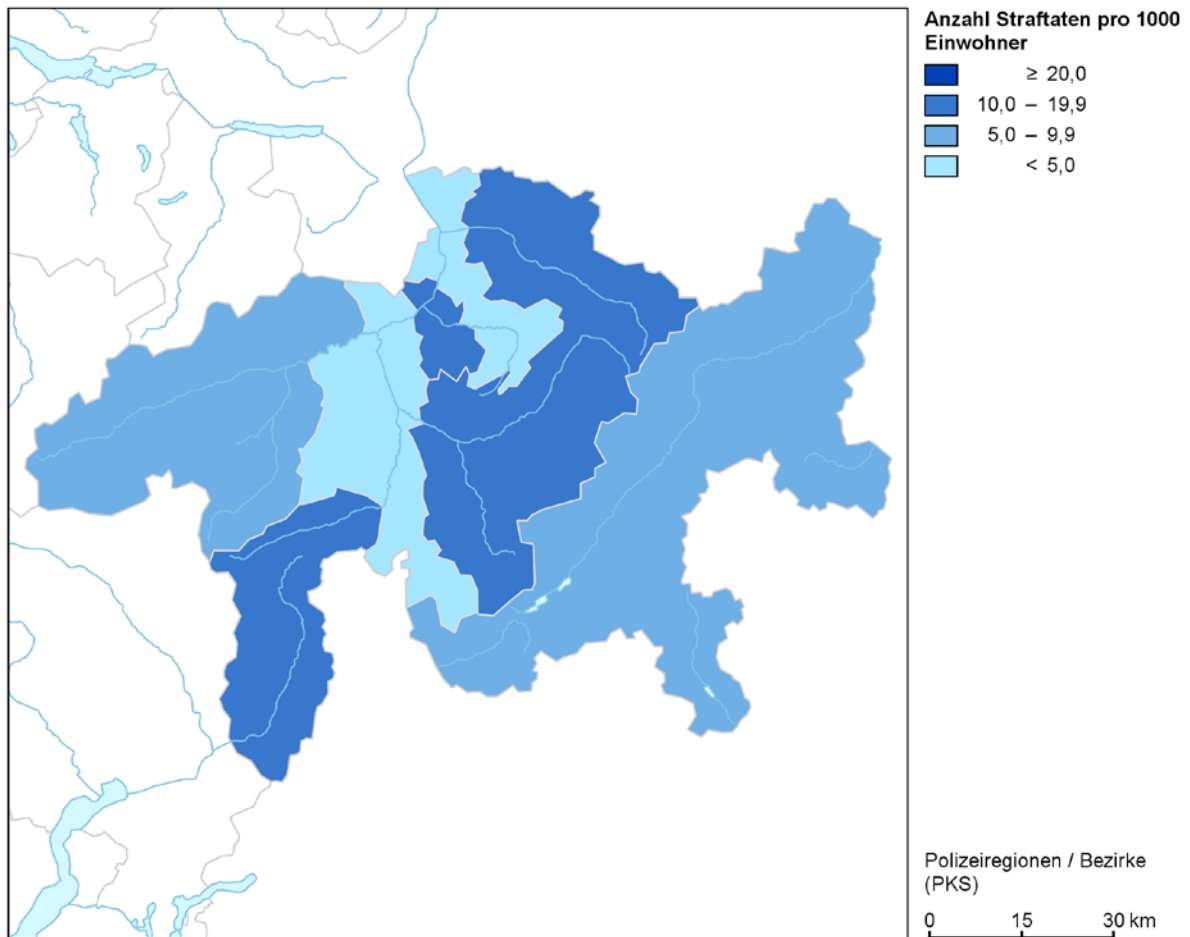 Anzahl Straftaten pro 1000
Einwohner
≥ 20,0
10,0 – 19,9
5,0 – 9,9
< 5,0
Polizeiregionen / Bezirke
(PKS)
0 15 30 km